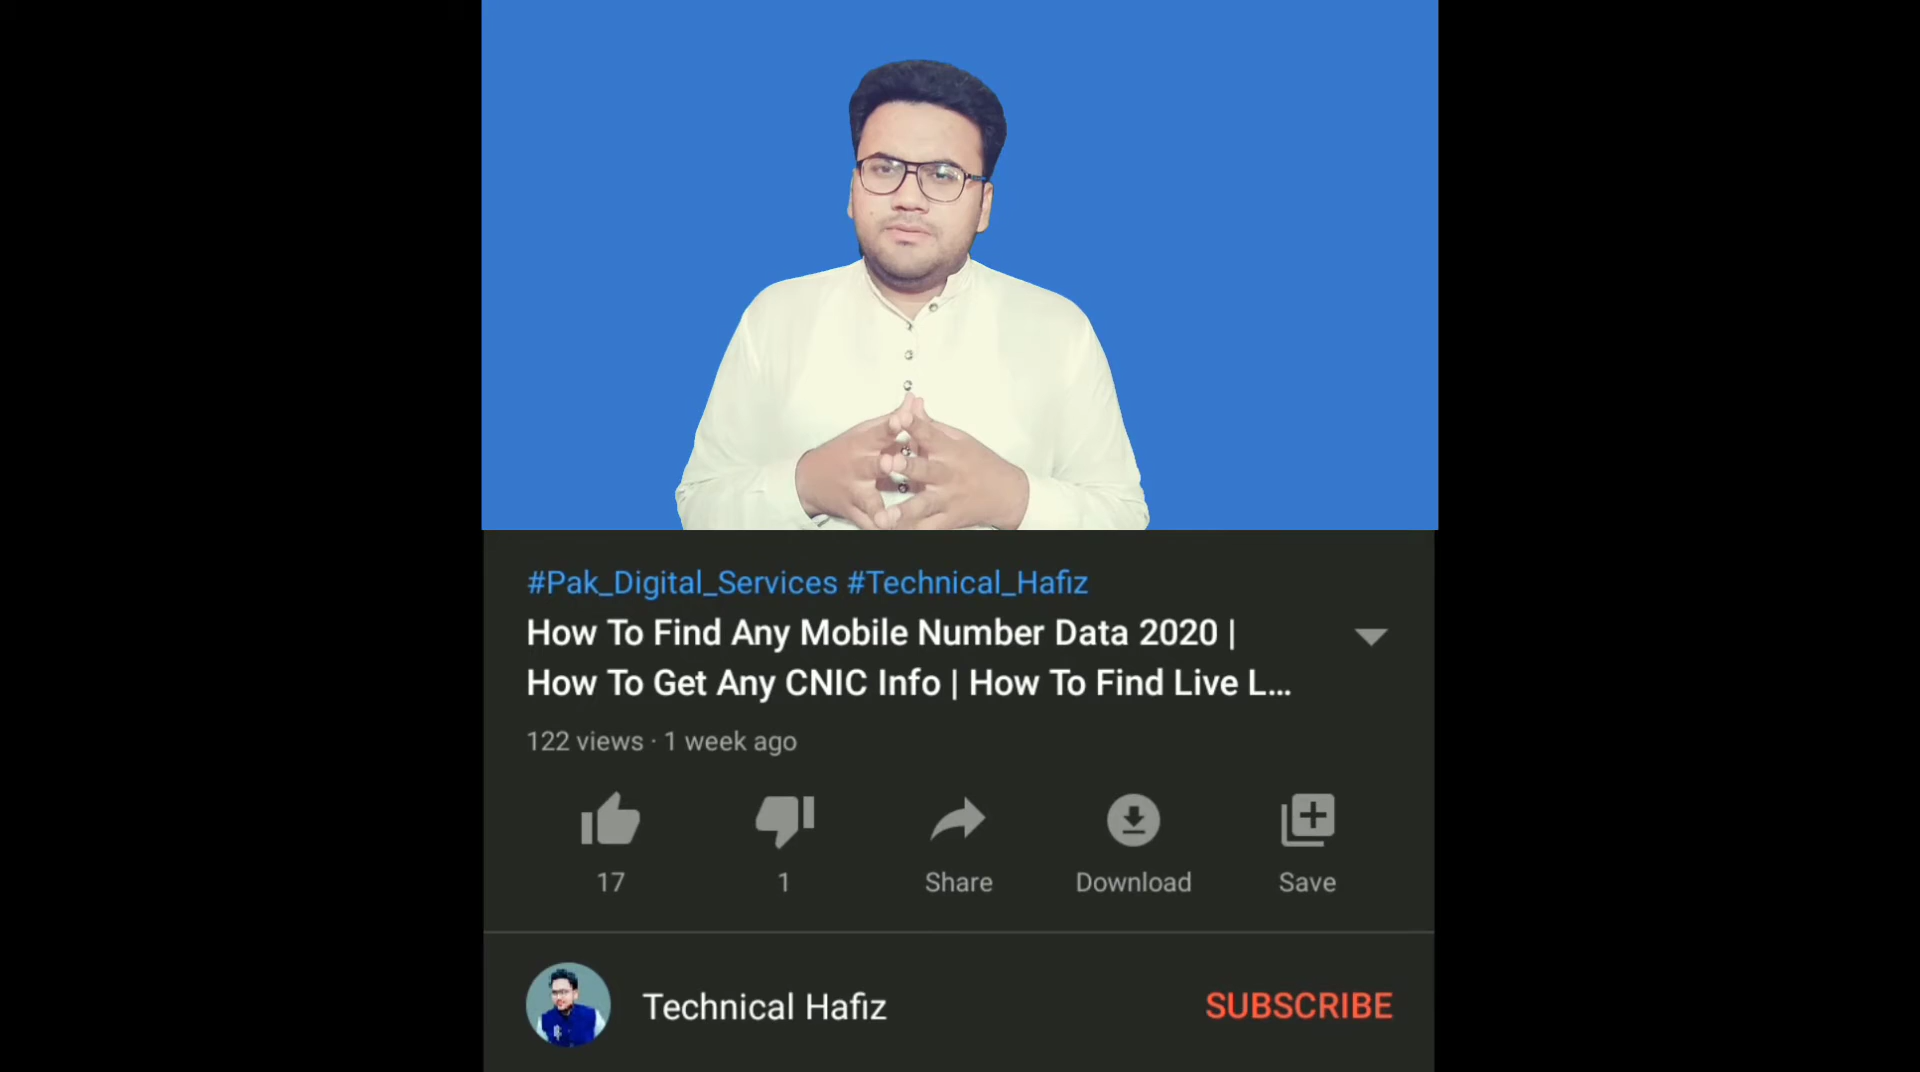 #Pak_Digital_Services #Technical_Hafiz
How To Find Any Mobile Number Data 2020 |
How To Get Any CNIC Info | How To Find Live L...
122 views · 1 week ago
17
1
Share
Download
Save
Technical Hafiz
SUBSCRIBE